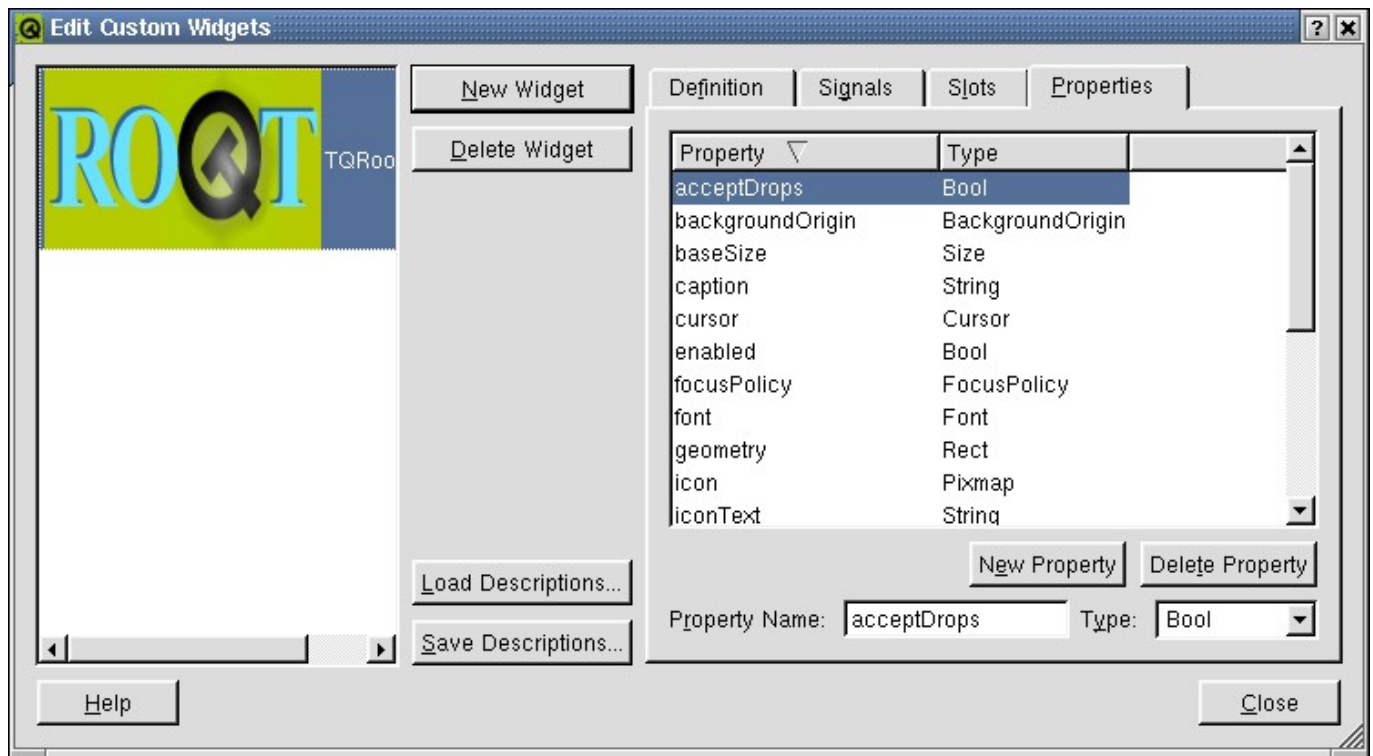 Edit Custom Widgets
ROQT
TQRoo
New Widget
Delete Widget
Load Descriptions...
Save Descriptions...
Definition Signals Slots Properties
Property Type
acceptDrops Bool
backgroundOrigin BackgroundOrigin
baseSize Size
caption String
cursor Cursor
enabled Bool
focusPolicy FocusPolicy
font Font
geometry Rect
icon Pixmap
iconText String
New Property Delete Property
Property Name: acceptDrops Type: Bool
Help Close